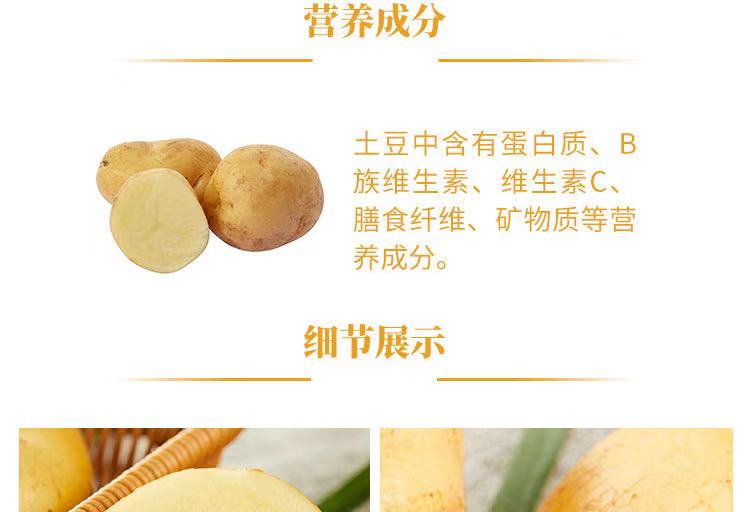 营养成分
土豆中含有蛋白质、B
族维生素、维生素C、
膳食纤维、矿物质等营
养成分。
细节展示